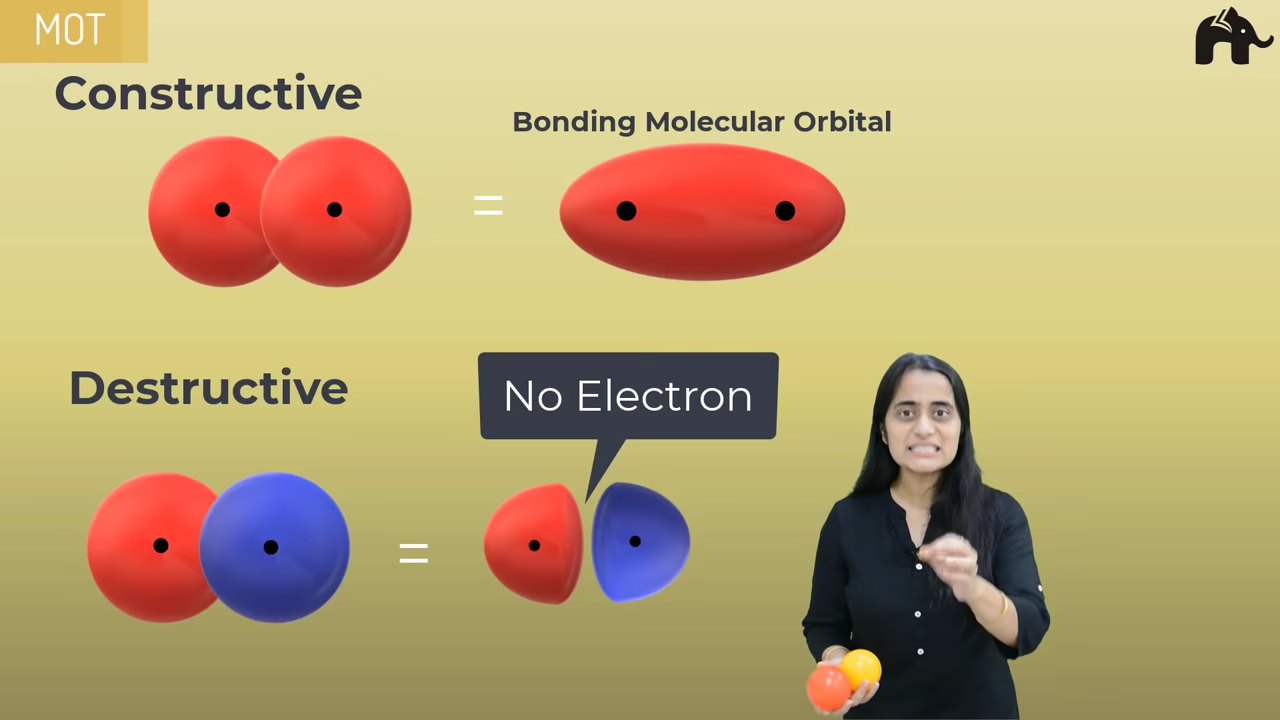 MOT
Constructive
Bonding Molecular Orbital
=
Destructive
No Electron
=